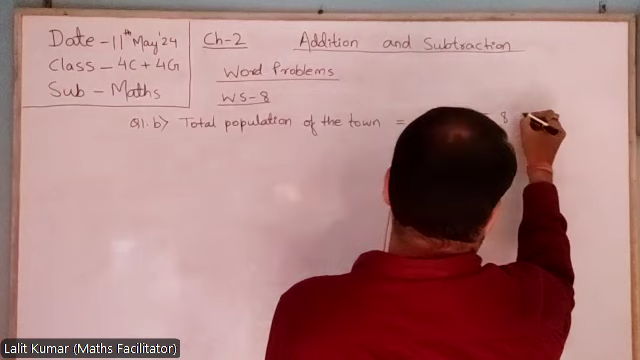 Date - 11th May'24
Class - 4C + 4G
Sub - Maths
Ch-2 Addition and Subtraction
Word Problems
WS-8
Q1. b) Total population of the town = 8
Lalit Kumar (Maths Facilitator)